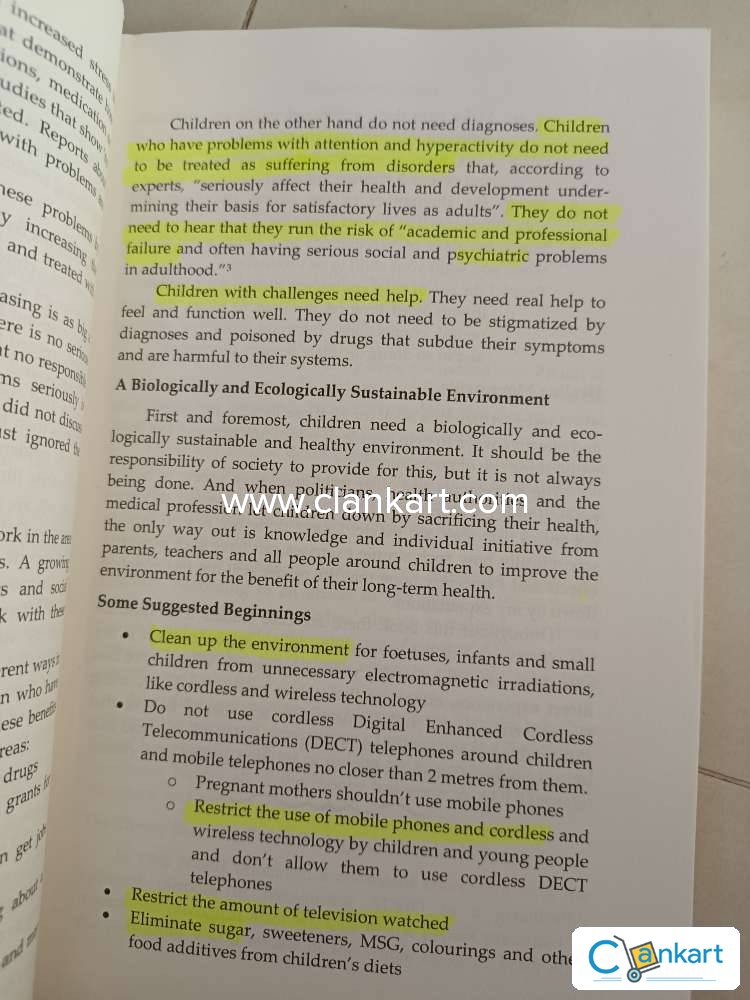 increased stress
at demonstrate
ions, medication
udies that show
ed. Reports
with problems
hese problems
y increasing
and treated
asing is as big
ere is no
at no
ms seriously
did not
ust ignored the
ork in the area
s. A growing
s and social
k with these
rent ways
n who have
ese benefits
reas:
drugs
grants
n get
about
and
Children on the other hand do not need diagnoses. Children
who have problems with attention and hyperactivity do not need
to be treated as suffering from disorders that, according to
experts, "seriously affect their health and development under-
mining their basis for satisfactory lives as adults". They do not
need to hear that they run the risk of "academic and professional
failure and often having serious social and psychiatric problems
in adulthood."3
Children with challenges need help. They need real help to
feel and function well. They do not need to be stigmatized by
diagnoses and poisoned by drugs that subdue their symptoms
and are harmful to their systems.
A Biologically and Ecologically Sustainable Environment
First and foremost, children need a biologically and eco-
logically sustainable and healthy environment. It should be the
responsibility of society to provide for this, but it is not always
being done. And when politicians, health authorities and the
www.clankart.com
medical profession let children down by sacrificing their health,
the only way out is knowledge and individual initiative from
parents, teachers and all people around children to improve the
environment for the benefit of their long-term health.
Some Suggested Beginnings
• Clean up the environment for foetuses, infants and small
children from unnecessary electromagnetic irradiations,
like cordless and wireless technology
• Do not use cordless Digital Enhanced Cordless
Telecommunications (DECT) telephones around children
and mobile telephones no closer than 2 metres from them.
o Pregnant mothers shouldn't use mobile phones
o Restrict the use of mobile phones and cordless and
wireless technology by children and young people
and don't allow them to use cordless DECT
telephones
• Restrict the amount of television watched
• Eliminate sugar, sweeteners, MSG, colourings and othe
food additives from children's diets
Clankart